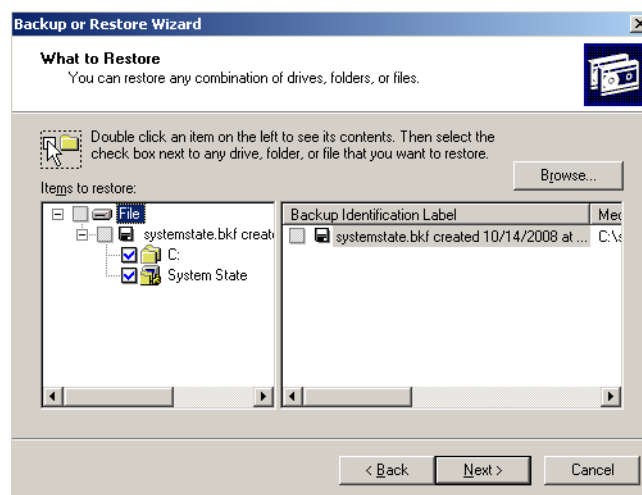 Backup or Restore Wizard
What to Restore
You can restore any combination of drives, folders, or files.
Double click an item on the left to see its contents. Then select the
check box next to any drive, folder, or file that you want to restore.
Browse...
Items to restore:
File
systemstate.bkf creat
C:
System State
Backup Identification Label
Med
systemstate.bkf created 10/14/2008 at ...
C:\s
< Back
Next >
Cancel